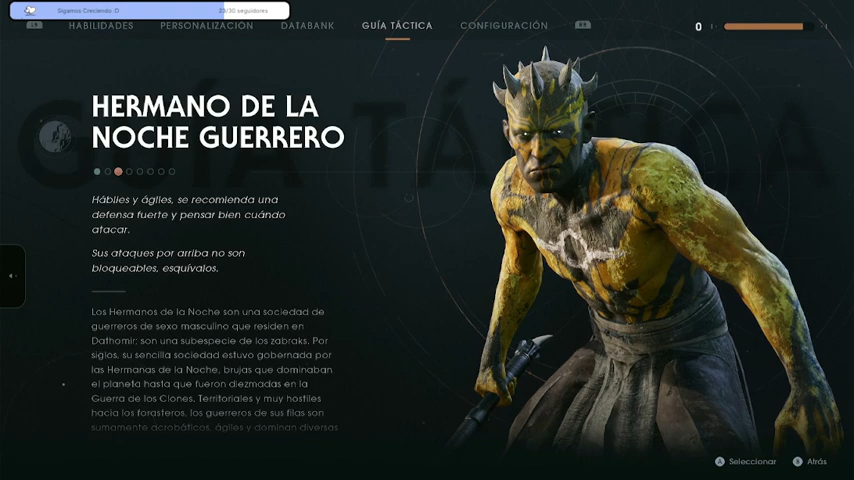 Sigamos Creciendo :D
23/30 seguidores
HABILIDADES
PERSONALIZACIÓN
DATABANK
GUÍA TÁCTICA
CONFIGURACIÓN
0
GUÍA TÁCTICA
HERMANO DE LA
NOCHE GUERRERO
Hábiles y ágiles, se recomienda una
defensa fuerte y pensar bien cuándo
atacar.
Sus ataques por arriba no son
bloqueables, esquívalos.
Los Hermanos de la Noche son una sociedad de
guerreros de sexo masculino que residen en
Dathomir; son una subespecie de los zabraks. Por
siglos, su sencilla sociedad estuvo gobernada por
las Hermanas de la Noche, brujas que dominaban
el planeta hasta que fueron diezmadas en la
Guerra de los Clones. Territoriales y muy hostiles
hacia los forasteros, los guerreros de sus filas son
sumamente acrobáticos, ágiles y dominan diversas
A Seleccionar
B Atrás